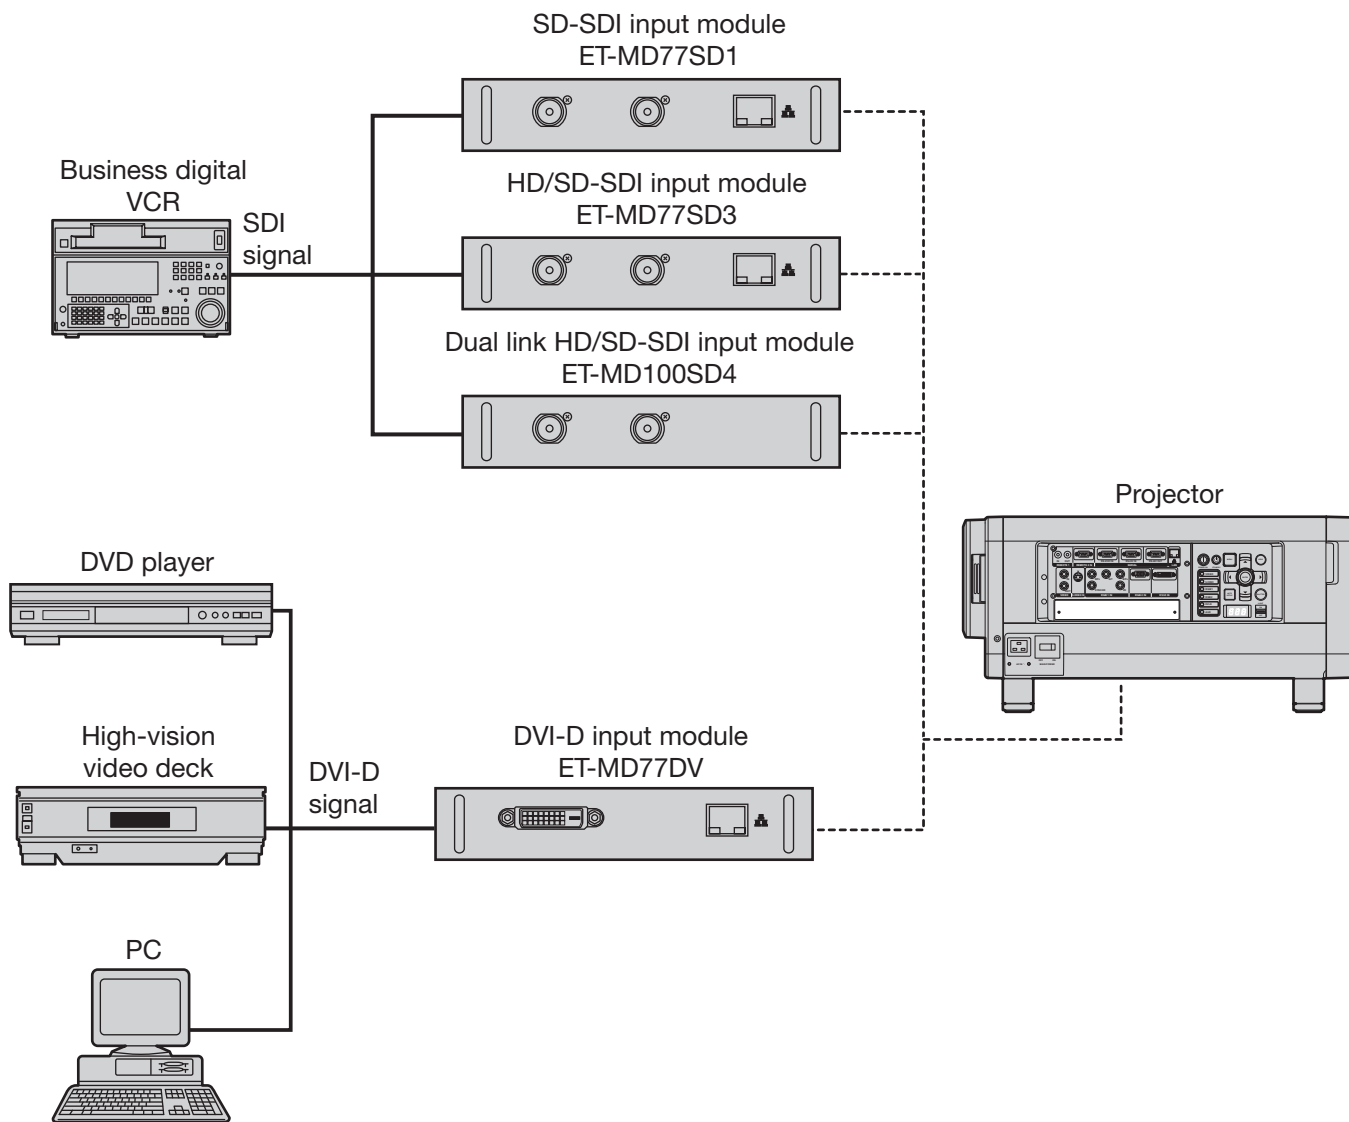 SD-SDI input module
ET-MD77SD1
Business digital
VCR
SDI
signal
HD/SD-SDI input module
ET-MD77SD3
Dual link HD/SD-SDI input module
ET-MD100SD4
Projector
DVD player
High-vision
video deck
DVI-D
signal
DVI-D input module
ET-MD77DV
PC